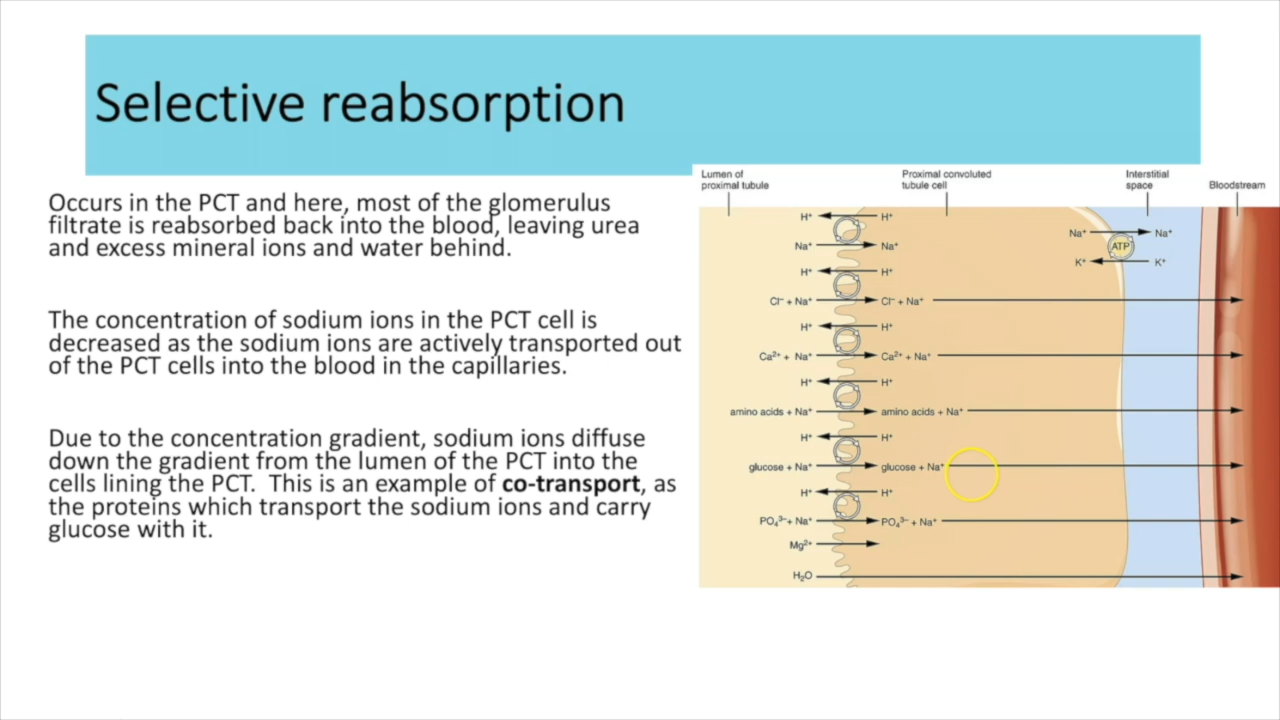 Selective reabsorption
Occurs in the PCT and here, most of the glomerulus
filtrate is reabsorbed back into the blood, leaving urea
and excess mineral ions and water behind.
The concentration of sodium ions in the PCT cell is
decreased as the sodium ions are actively transported out
of the PCT cells into the blood in the capillaries.
Due to the concentration gradient, sodium ions diffuse
down the gradient from the lumen of the PCT into the
cells lining the PCT.  This is an example of co-transport, as
the proteins which transport the sodium ions and carry
glucose with it.
Lumen of
proximal tubule
Proximal convoluted
tubule cell
Interstitial
space
Bloodstream
H⁺ H⁺
Na⁺ Na⁺
Na⁺ Na⁺
ATP
K⁺ K⁺
H⁺ H⁺
Cl⁻ + Na⁺ Cl⁻ + Na⁺
H⁺ H⁺
Ca²⁺ + Na⁺ Ca²⁺ + Na⁺
H⁺ H⁺
amino acids + Na⁺ amino acids + Na⁺
H⁺ H⁺
glucose + Na⁺ glucose + Na⁺
H⁺ H⁺
PO₄³⁻ + Na⁺ PO₄³⁻ + Na⁺
Mg²⁺
H₂O